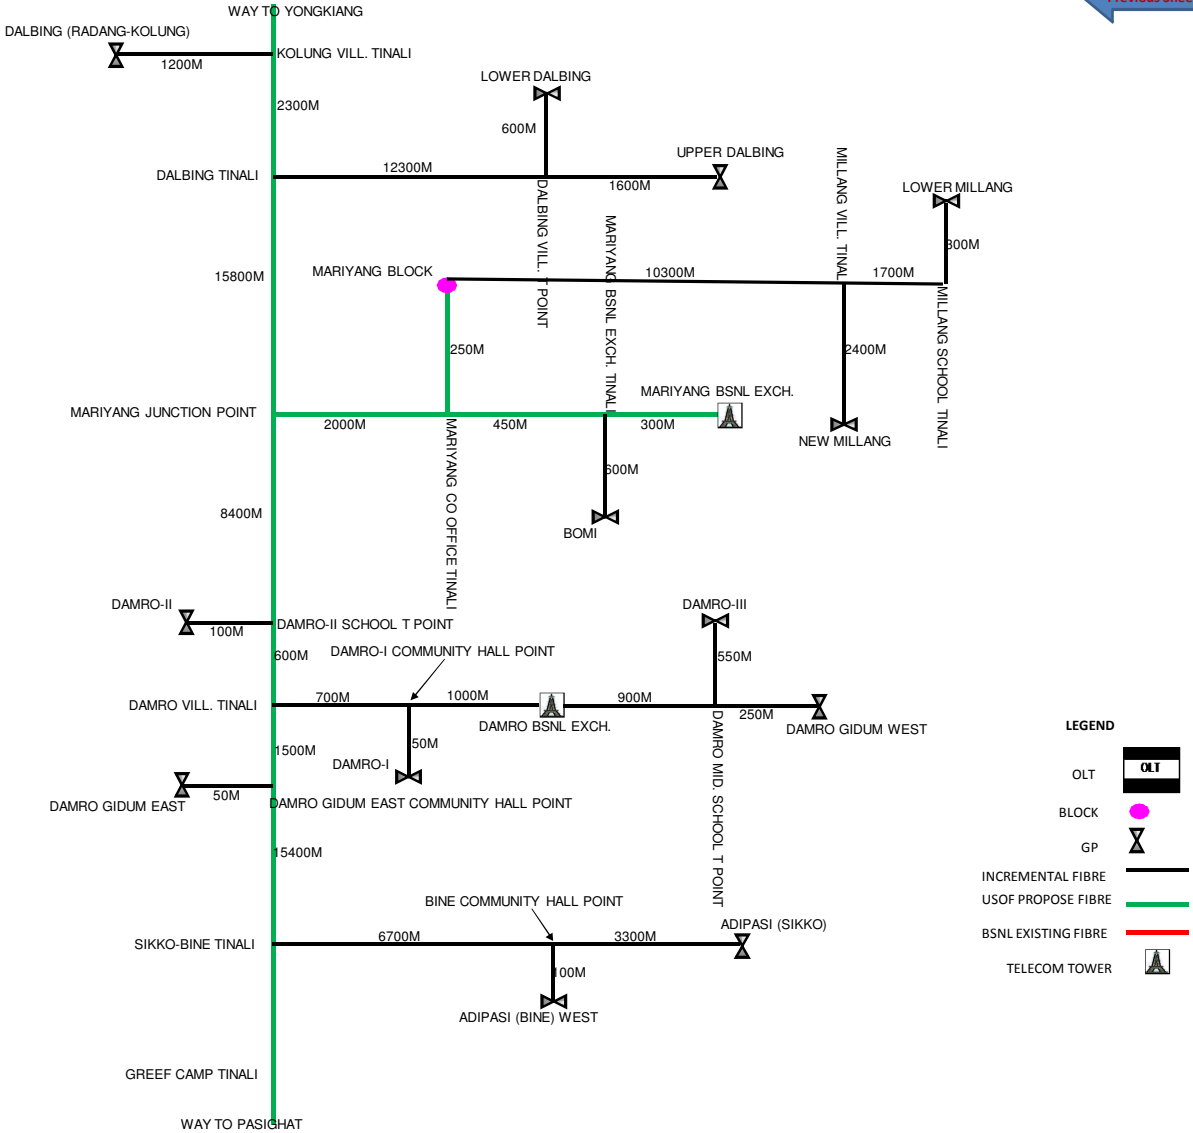 Previous Sheet
WAY TO YONGKIANG
DALBING (RADANG-KOLUNG)
KOLUNG VILL. TINALI
1200M
LOWER DALBING
2300M
600M
UPPER DALBING
12300M
DALBING TINALI
1600M
LOWER MILLANG
MILLANG VILL. TINALI
DALBING VILL. T POINT
MARIYANG BSNL EXCH. TINALI
800M
15800M
MARIYANG BLOCK
10300M
1700M
MILLANG SCHOOL TINALI
250M
2400M
MARIYANG BSNL EXCH.
MARIYANG JUNCTION POINT
2000M
450M
300M
NEW MILLANG
MARIYANG CO OFFICE TINALI
600M
8400M
BOMI
DAMRO-II
DAMRO-III
100M
DAMRO-II SCHOOL T POINT
600M
DAMRO-I COMMUNITY HALL POINT
550M
700M
1000M
900M
DAMRO VILL. TINALI
250M
DAMRO BSNL EXCH.
DAMRO GIDUM WEST
DAMRO MID. SCHOOL T POINT
50M
1500M
DAMRO-I
50M
DAMRO GIDUM EAST
DAMRO GIDUM EAST COMMUNITY HALL POINT
15400M
BINE COMMUNITY HALL POINT
ADIPASI (SIKKO)
6700M
3300M
SIKKO-BINE TINALI
100M
ADIPASI (BINE) WEST
GREEF CAMP TINALI
WAY TO PASIGHAT
LEGEND
OLT
OLT
BLOCK
GP
INCREMENTAL FIBRE
USOF PROPOSE FIBRE
BSNL EXISTING FIBRE
TELECOM TOWER